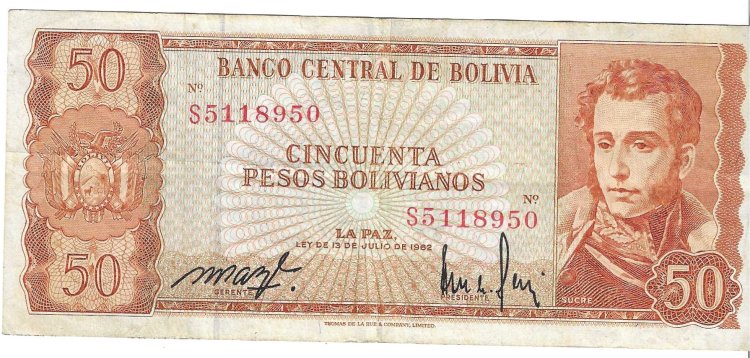 50
BANCO CENTRAL DE BOLIVIA
Nº
S5118950
CINCUENTA
PESOS BOLIVIANOS
Nº
S5118950
LA PAZ,
LEY DE 13 DE JULIO DE 1962
GERENTE
PRESIDENTE
SUCRE
50
50
THOMAS DE LA RUE & COMPANY, LIMITED.